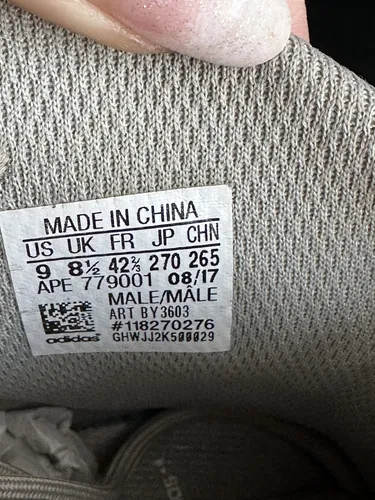 MADE IN CHINA
US UK FR JP CHN
9 8½ 42⅔ 270 265
APE 779001 08/17
MALE/MÂLE
ART BY3603
#118270276
adidas GHWJJ2K500029